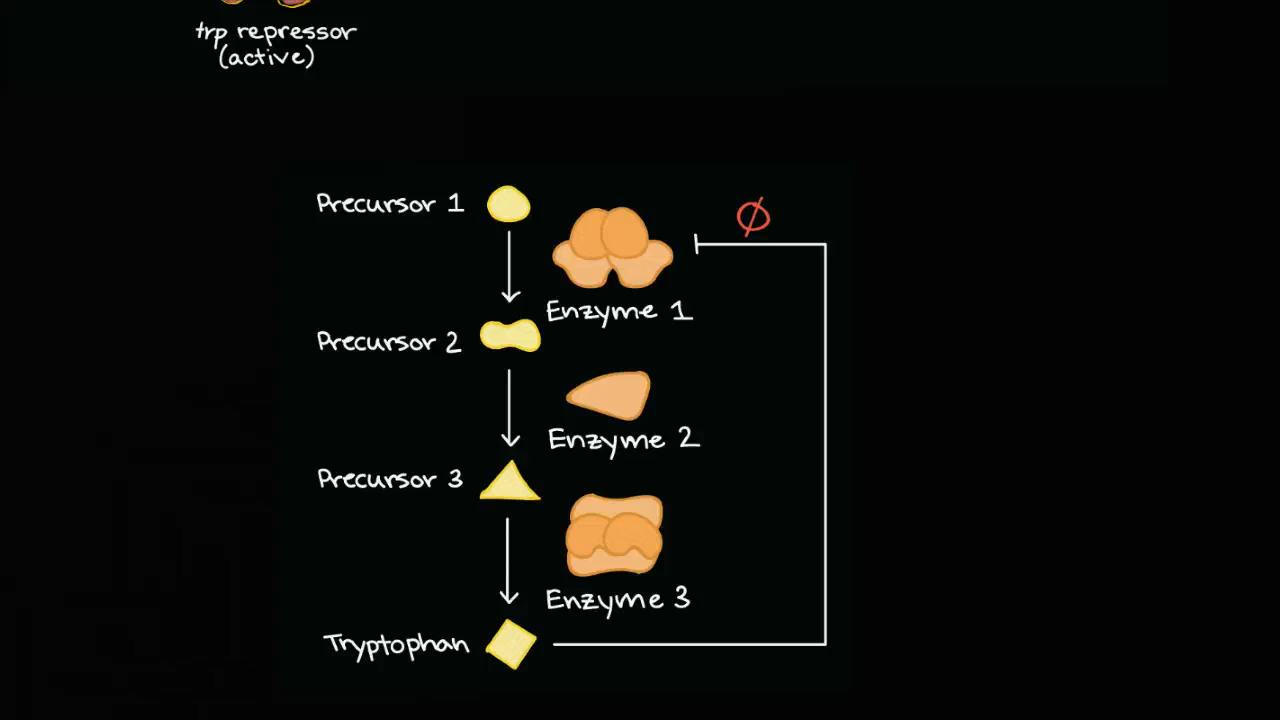 trp repressor
(active)
Precursor 1
Enzyme 1
Precursor 2
Enzyme 2
Precursor 3
Enzyme 3
Tryptophan